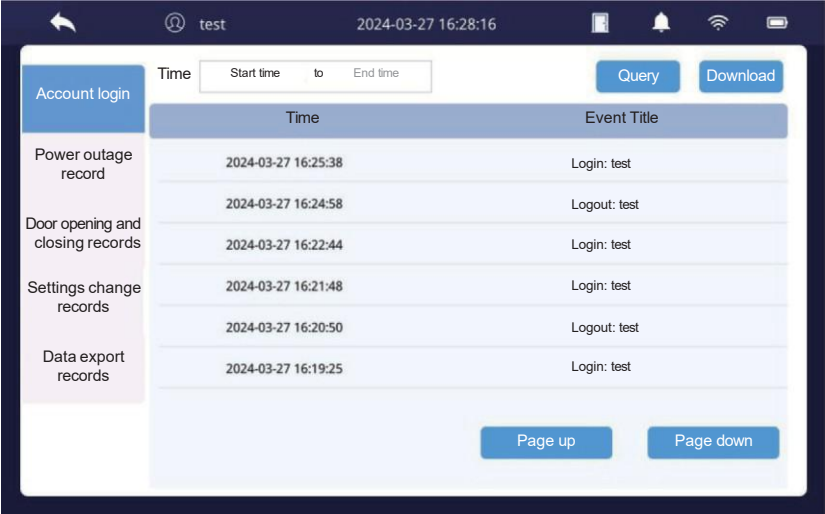 test 2024-03-27 16:28:16
Account login
Power outage
record
Door opening and
closing records
Settings change
records
Data export
records
Time Start time to End time Query Download
Time Event Title
2024-03-27 16:25:38 Login: test
2024-03-27 16:24:58 Logout: test
2024-03-27 16:22:44 Login: test
2024-03-27 16:21:48 Login: test
2024-03-27 16:20:50 Logout: test
2024-03-27 16:19:25 Login: test
Page up Page down